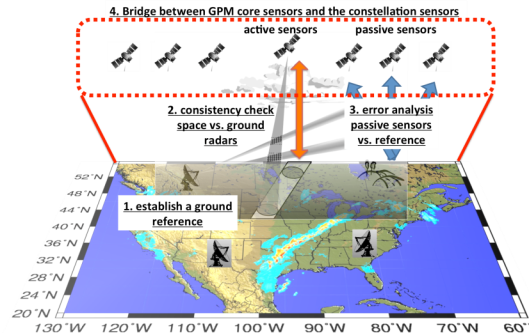 4. Bridge between GPM core sensors and the constellation sensors
active sensors
passive sensors
2. consistency check
space vs. ground
radars
3. error analysis
passive sensors
vs. reference
1. establish a ground
reference
52°N
48°N
44°N
40°N
36°N
32°N
28°N
24°N
20°N
130°W
120°W
110°W
100°W
90°W
80°W
70°W